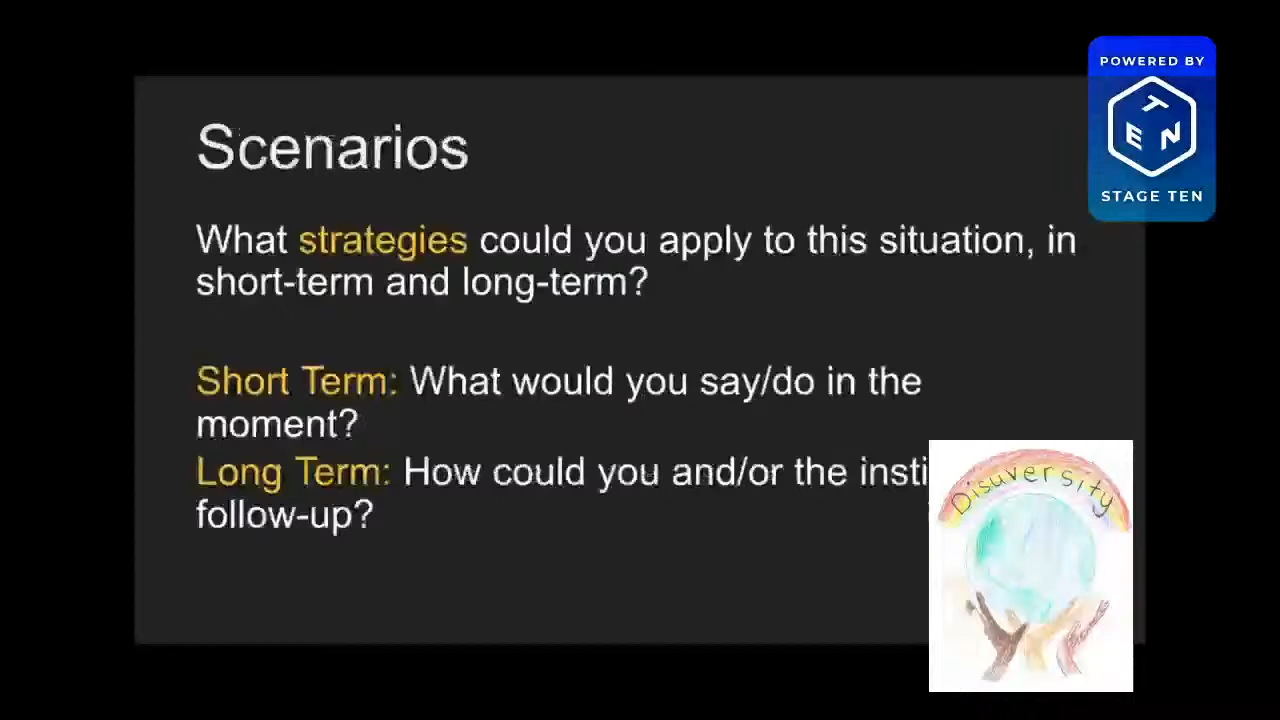 Scenarios
What strategies could you apply to this situation, in
short-term and long-term?
Short Term: What would you say/do in the
moment?
Long Term: How could you and/or the insti
follow-up?
POWERED BY
TEN
STAGE TEN
Disuversity